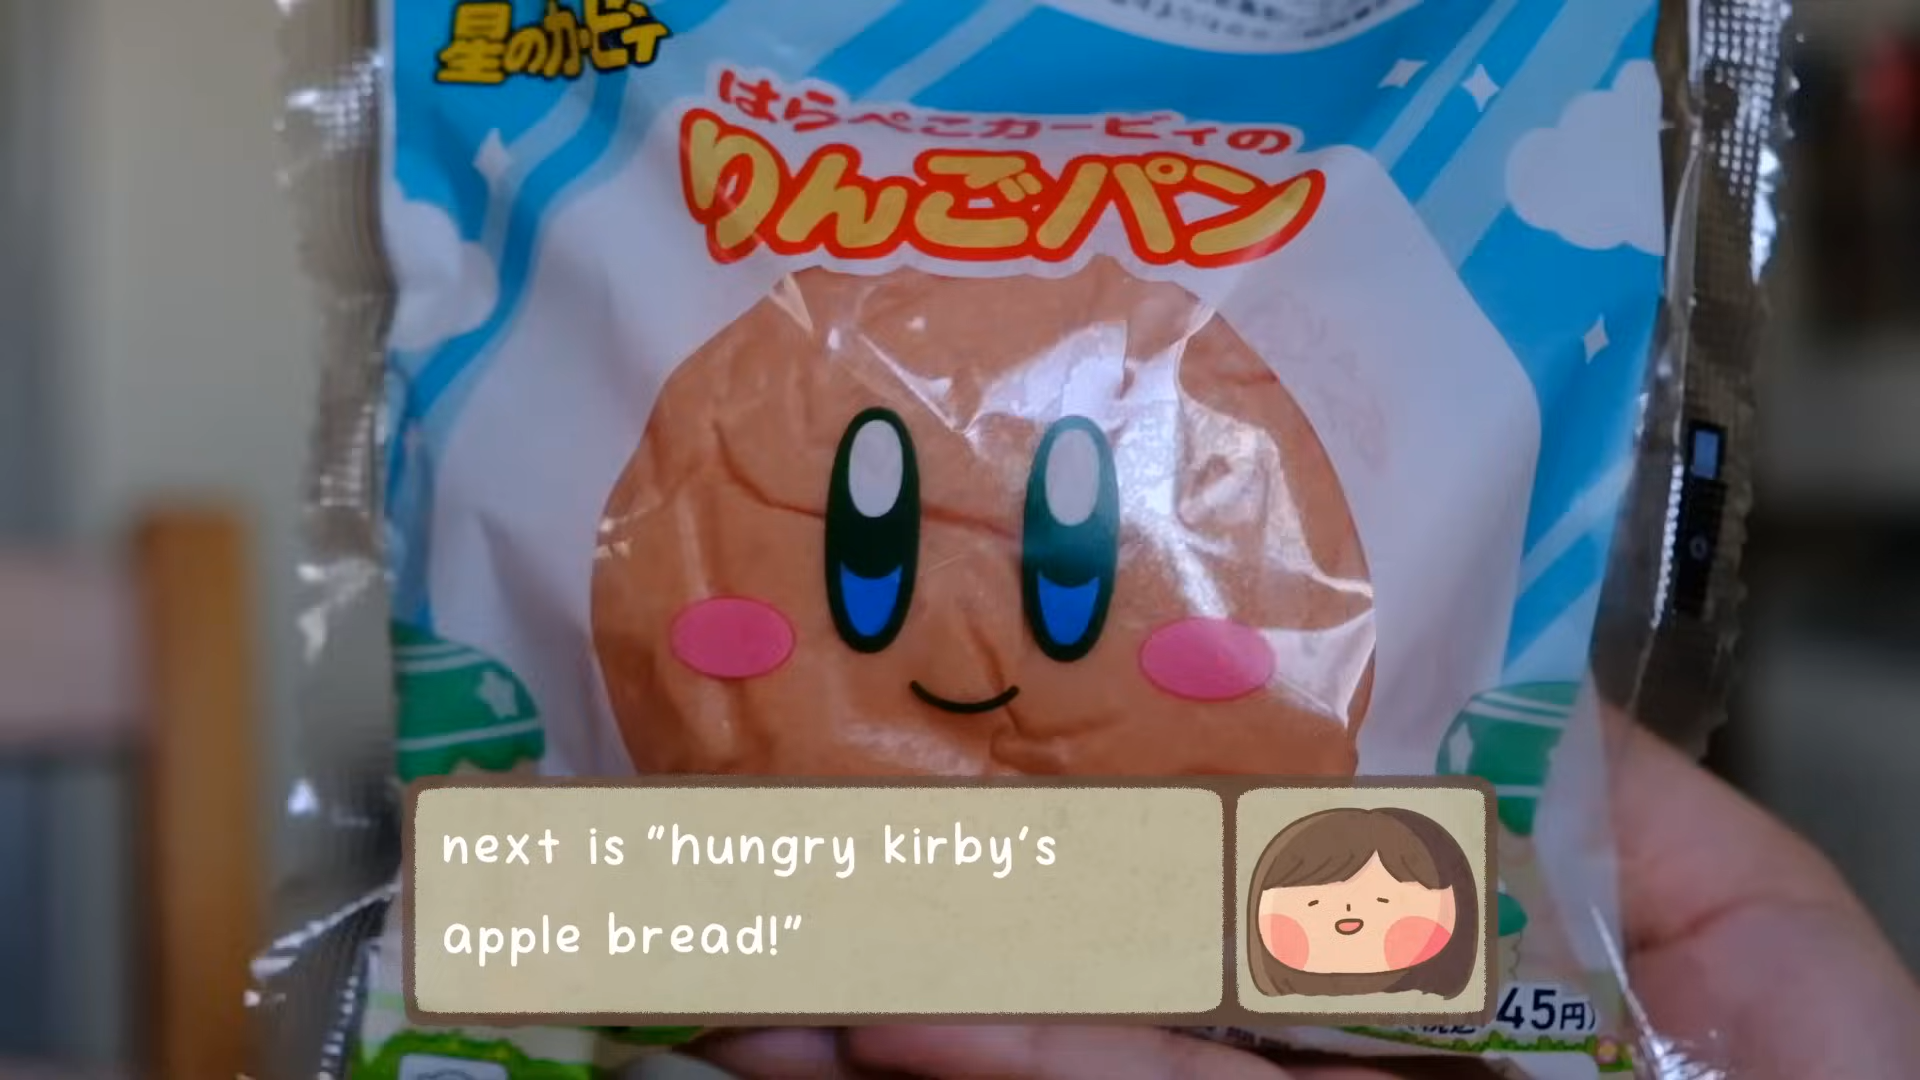 星のカービィ
はらぺこカービィの
りんごパン
next is "hungry kirby's
apple bread!"
45円)